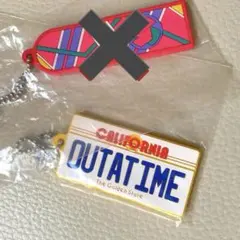 CALIFORNIA
OUTATIME
The Golden State